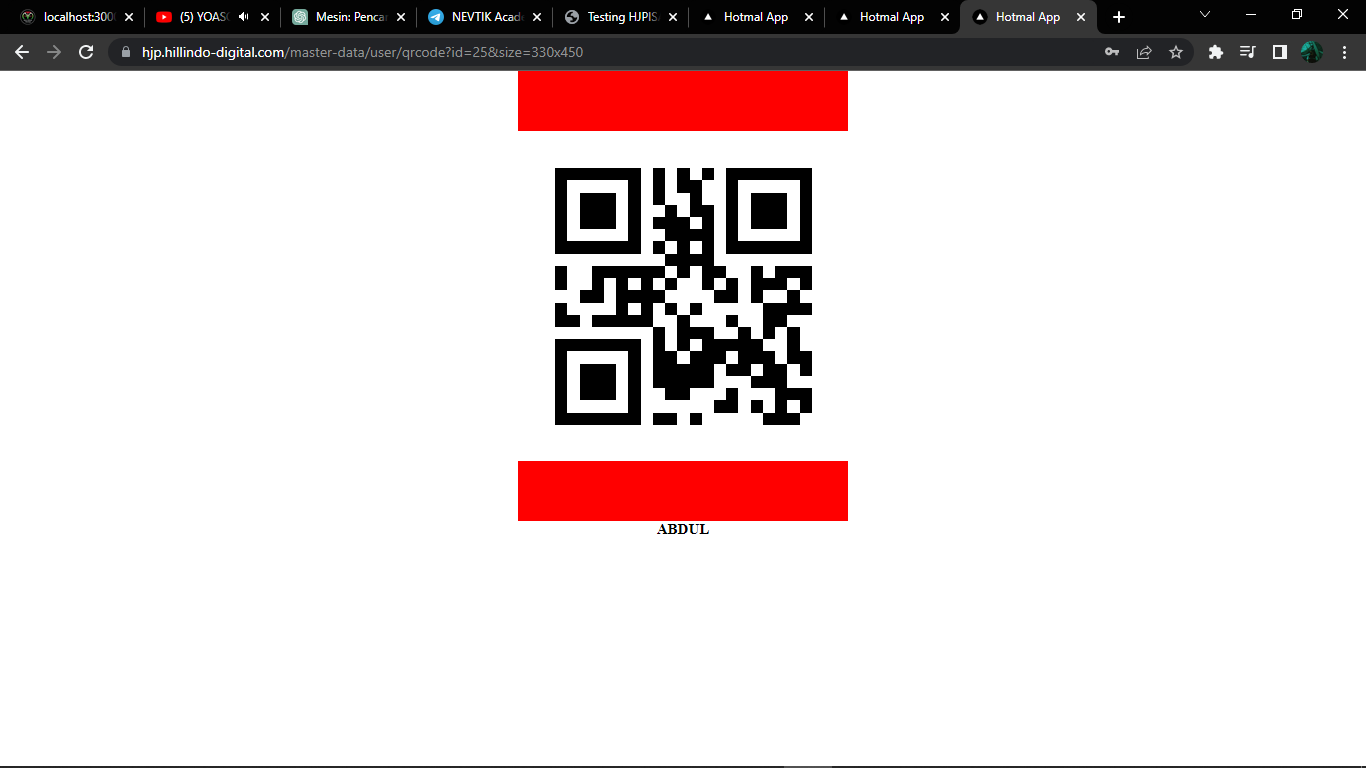 localhost:300
(5) YOASO
Mesin: Pencar
NEVTIK Acad
Testing HJPIS
Hotmal App
Hotmal App
Hotmal App
hjp.hillindo-digital.com/master-data/user/qrcode?id=25&size=330x450
ABDUL